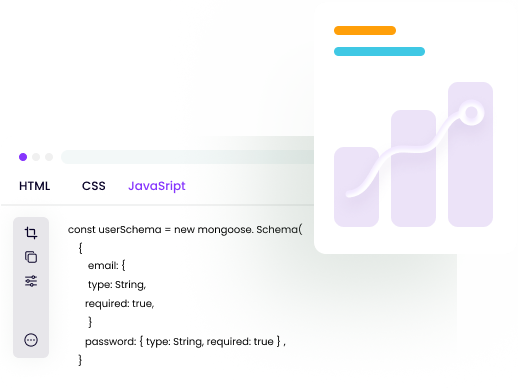 HTML CSS JavaSript
const userSchema = new mongoose. Schema(
{
email: {
type: String,
required: true,
}
password: { type: String, required: true } ,
}